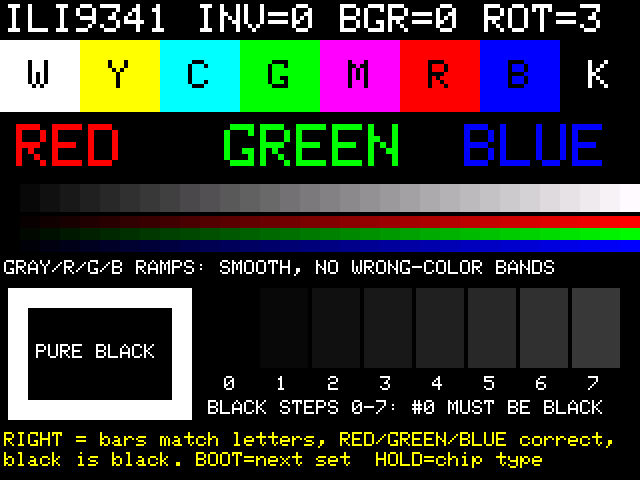 ILI9341 INV=0 BGR=0 ROT=3
W Y C G M R B K
RED GREEN BLUE
GRAY/R/G/B RAMPS: SMOOTH, NO WRONG-COLOR BANDS
PURE BLACK
0 1 2 3 4 5 6 7
BLACK STEPS 0-7: #0 MUST BE BLACK
RIGHT = bars match letters, RED/GREEN/BLUE correct,
black is black. BOOT=next set HOLD=chip type